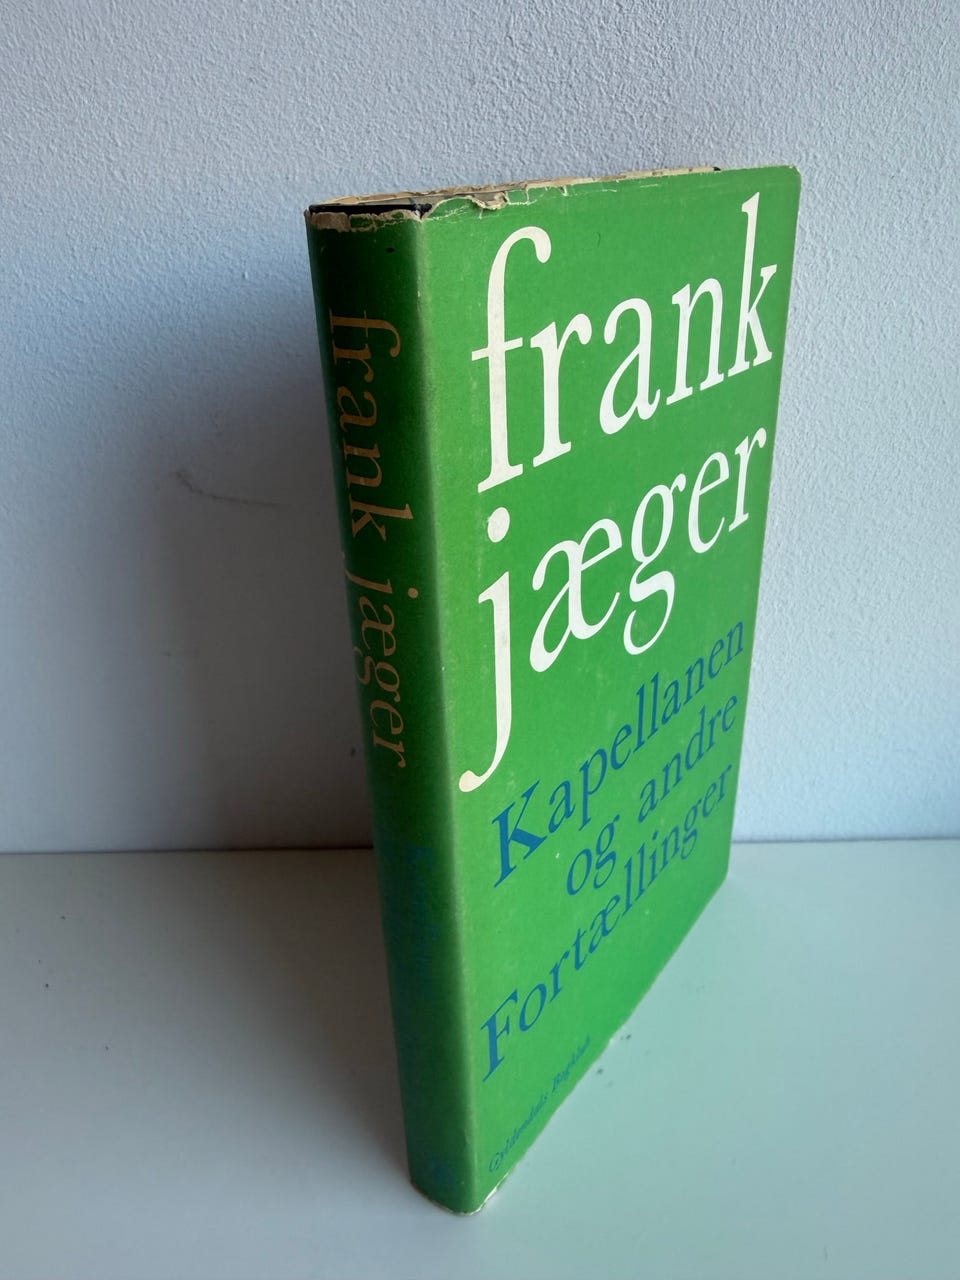 frank jæger
frank
jæger
Kapellanen
og andre
Fortællinger
Gyldendals Bogklub